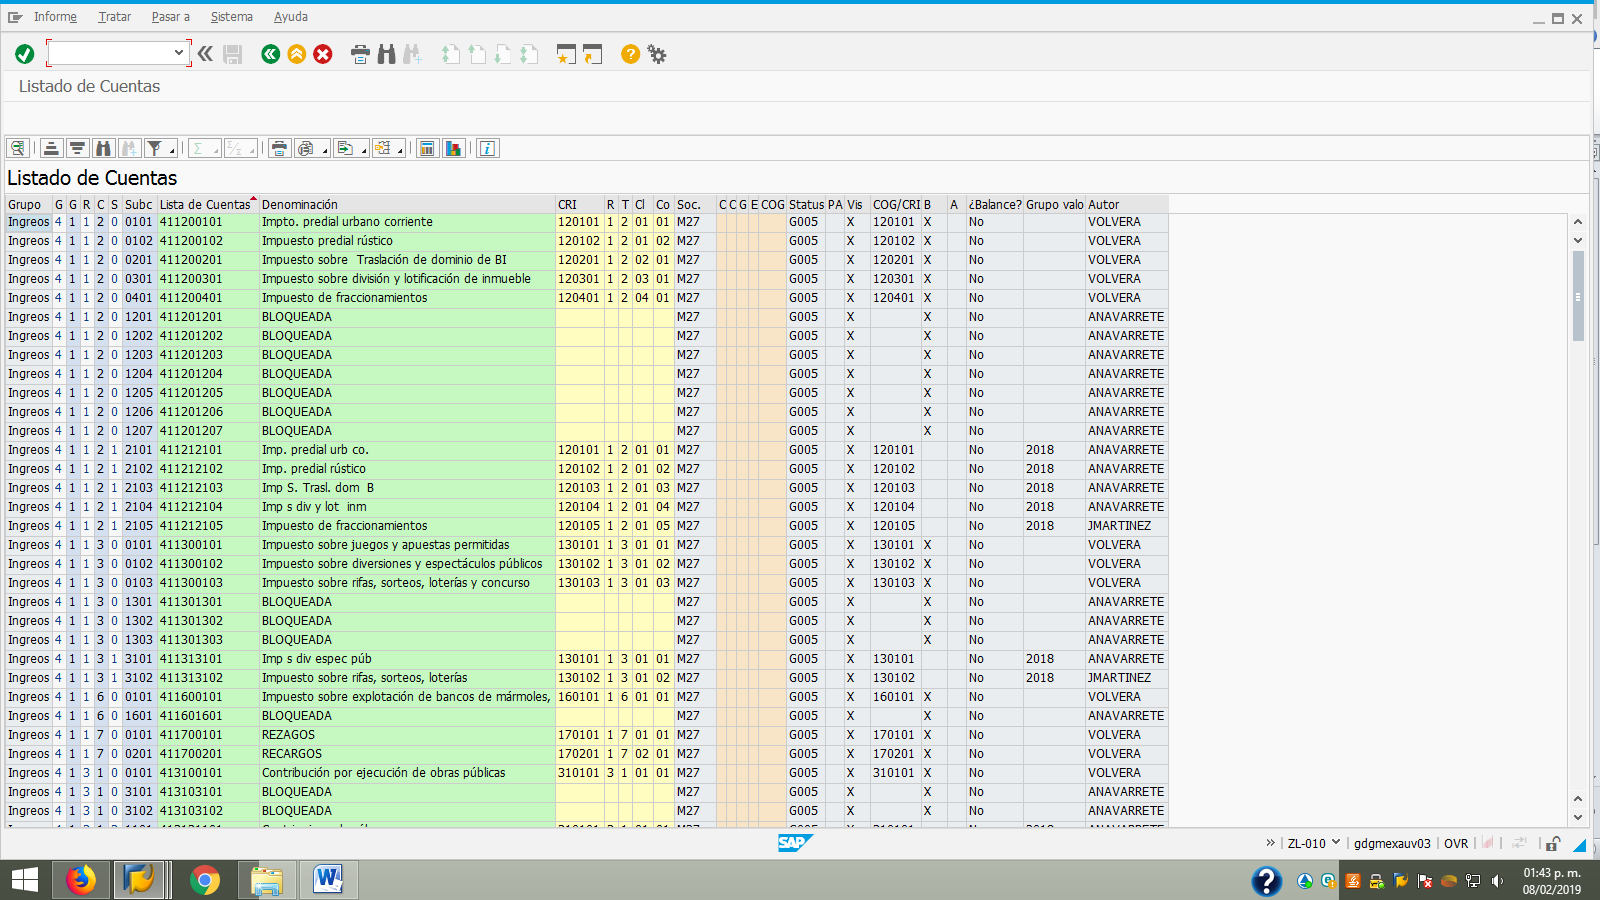 Informe Tratar Pasar a Sistema Ayuda
Listado de Cuentas
Listado de Cuentas
Grupo G G R C S Subc Lista de Cuentas Denominación CRI R T Cl Co Soc. C C G E COG Status PA Vis COG/CRI B A ¿Balance? Grupo valo Autor
Ingreos 4 1 1 2 0 0101 411200101 Impto. predial urbano corriente 120101 1 2 01 01 M27 G005 X 120101 X No VOLVERA
Ingreos 4 1 1 2 0 0102 411200102 Impuesto predial rústico 120102 1 2 01 02 M27 G005 X 120102 X No VOLVERA
Ingreos 4 1 1 2 0 0201 411200201 Impuesto sobre Traslación de dominio de BI 120201 1 2 02 01 M27 G005 X 120201 X No VOLVERA
Ingreos 4 1 1 2 0 0301 411200301 Impuesto sobre división y lotificación de inmueble 120301 1 2 03 01 M27 G005 X 120301 X No VOLVERA
Ingreos 4 1 1 2 0 0401 411200401 Impuesto de fraccionamientos 120401 1 2 04 01 M27 G005 X 120401 X No VOLVERA
Ingreos 4 1 1 2 0 1201 411201201 BLOQUEADA M27 G005 X X No ANAVARRETE
Ingreos 4 1 1 2 0 1202 411201202 BLOQUEADA M27 G005 X X No ANAVARRETE
Ingreos 4 1 1 2 0 1203 411201203 BLOQUEADA M27 G005 X X No ANAVARRETE
Ingreos 4 1 1 2 0 1204 411201204 BLOQUEADA M27 G005 X X No ANAVARRETE
Ingreos 4 1 1 2 0 1205 411201205 BLOQUEADA M27 G005 X X No ANAVARRETE
Ingreos 4 1 1 2 0 1206 411201206 BLOQUEADA M27 G005 X X No ANAVARRETE
Ingreos 4 1 1 2 0 1207 411201207 BLOQUEADA M27 G005 X X No ANAVARRETE
Ingreos 4 1 1 2 1 2101 411212101 Imp. predial urb co. 120101 1 2 01 01 M27 G005 X 120101 No 2018 ANAVARRETE
Ingreos 4 1 1 2 1 2102 411212102 Imp. predial rústico 120102 1 2 01 02 M27 G005 X 120102 No 2018 ANAVARRETE
Ingreos 4 1 1 2 1 2103 411212103 Imp S. Trasl. dom B 120103 1 2 01 03 M27 G005 X 120103 No 2018 ANAVARRETE
Ingreos 4 1 1 2 1 2104 411212104 Imp s div y lot inm 120104 1 2 01 04 M27 G005 X 120104 No 2018 ANAVARRETE
Ingreos 4 1 1 2 1 2105 411212105 Impuesto de fraccionamientos 120105 1 2 01 05 M27 G005 X 120105 No 2018 JMARTINEZ
Ingreos 4 1 1 3 0 0101 411300101 Impuesto sobre juegos y apuestas permitidas 130101 1 3 01 01 M27 G005 X 130101 X No VOLVERA
Ingreos 4 1 1 3 0 0102 411300102 Impuesto sobre diversiones y espectáculos públicos 130102 1 3 01 02 M27 G005 X 130102 X No VOLVERA
Ingreos 4 1 1 3 0 0103 411300103 Impuesto sobre rifas, sorteos, loterías y concurso 130103 1 3 01 03 M27 G005 X 130103 X No VOLVERA
Ingreos 4 1 1 3 0 1301 411301301 BLOQUEADA M27 G005 X X No ANAVARRETE
Ingreos 4 1 1 3 0 1302 411301302 BLOQUEADA M27 G005 X X No ANAVARRETE
Ingreos 4 1 1 3 0 1303 411301303 BLOQUEADA M27 G005 X X No ANAVARRETE
Ingreos 4 1 1 3 1 3101 411313101 Imp s div espec púb 130101 1 3 01 01 M27 G005 X 130101 No 2018 ANAVARRETE
Ingreos 4 1 1 3 1 3102 411313102 Impuesto sobre rifas, sorteos, loterías 130102 1 3 01 02 M27 G005 X 130102 No 2018 JMARTINEZ
Ingreos 4 1 1 6 0 0101 411600101 Impuesto sobre explotación de bancos de mármoles, 160101 1 6 01 01 M27 G005 X 160101 X No VOLVERA
Ingreos 4 1 1 6 0 1601 411601601 BLOQUEADA M27 G005 X X No ANAVARRETE
Ingreos 4 1 1 7 0 0101 411700101 REZAGOS 170101 1 7 01 01 M27 G005 X 170101 X No VOLVERA
Ingreos 4 1 1 7 0 0201 411700201 RECARGOS 170201 1 7 02 01 M27 G005 X 170201 X No VOLVERA
Ingreos 4 1 3 1 0 0101 413100101 Contribución por ejecución de obras públicas 310101 3 1 01 01 M27 G005 X 310101 X No VOLVERA
Ingreos 4 1 3 1 0 3101 413103101 BLOQUEADA M27 G005 X X No ANAVARRETE
Ingreos 4 1 3 1 0 3102 413103102 BLOQUEADA M27 G005 X X No ANAVARRETE
SAP
ZL-010 gdgmexauv03 OVR
01:43 p. m.
08/02/2019